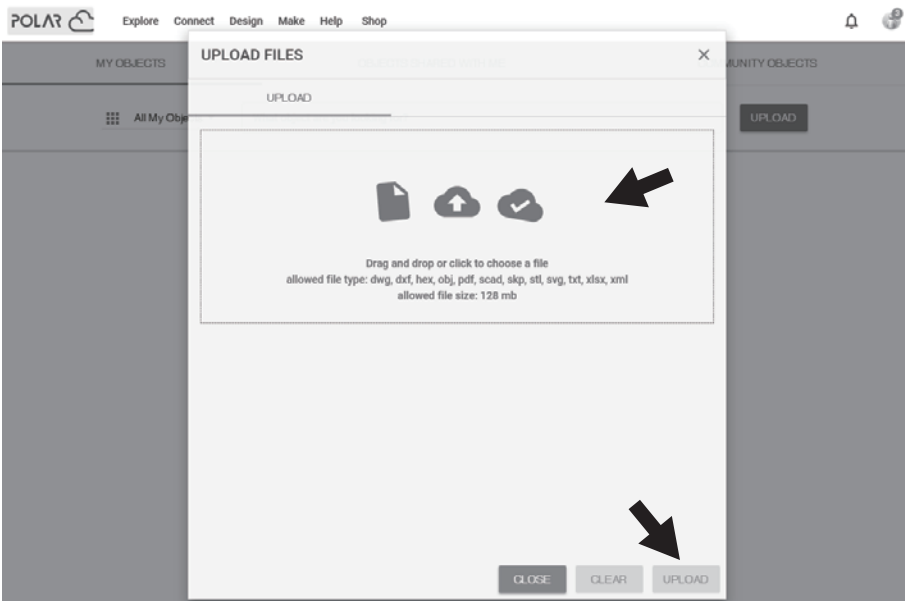 POLAR
Explore Connect Design Make Help Shop
3
UPLOAD FILES
MY OBJECTS
MUNITY OBJECTS
UPLOAD
All My Obje
UPLOAD
Drag and drop or click to choose a file
allowed file type: dwg, dxf, hex, obj, pdf, scad, skp, stl, svg, txt, xlsx, xml
allowed file size: 128 mb
CLOSE CLEAR UPLOAD